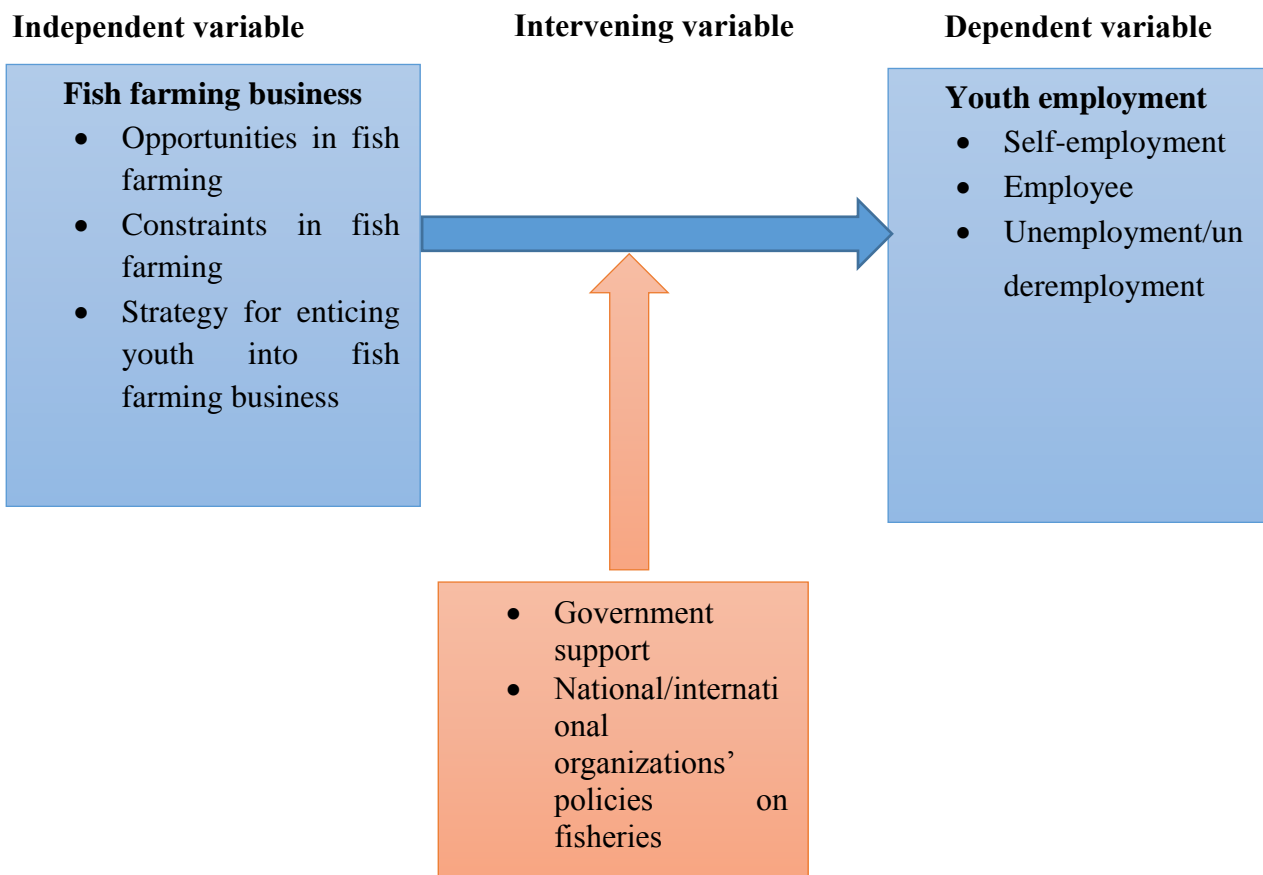 Independent variable
Intervening variable
Dependent variable
Fish farming business
• Opportunities in fish
farming
• Constraints in fish
farming
• Strategy for enticing
youth into fish
farming business
Youth employment
• Self-employment
• Employee
• Unemployment/un
deremployment
• Government
support
• National/internati
onal
organizations’
policies on
fisheries